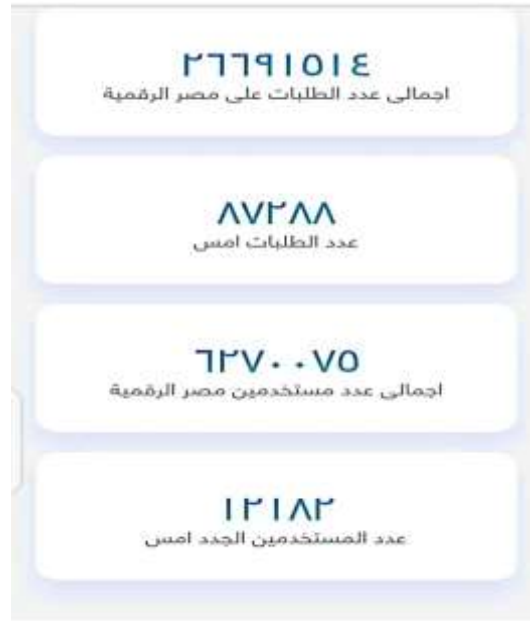 ٢٦٦٩١٥١٤
اجمالى عدد الطلبات على مصر الرقمية
٨٧٢٨٨
عدد الطلبات امس
٦٢٧٠٠٧٥
اجمالى عدد مستخدمين مصر الرقمية
١٢١٨٢
عدد المستخدمين الجدد امس